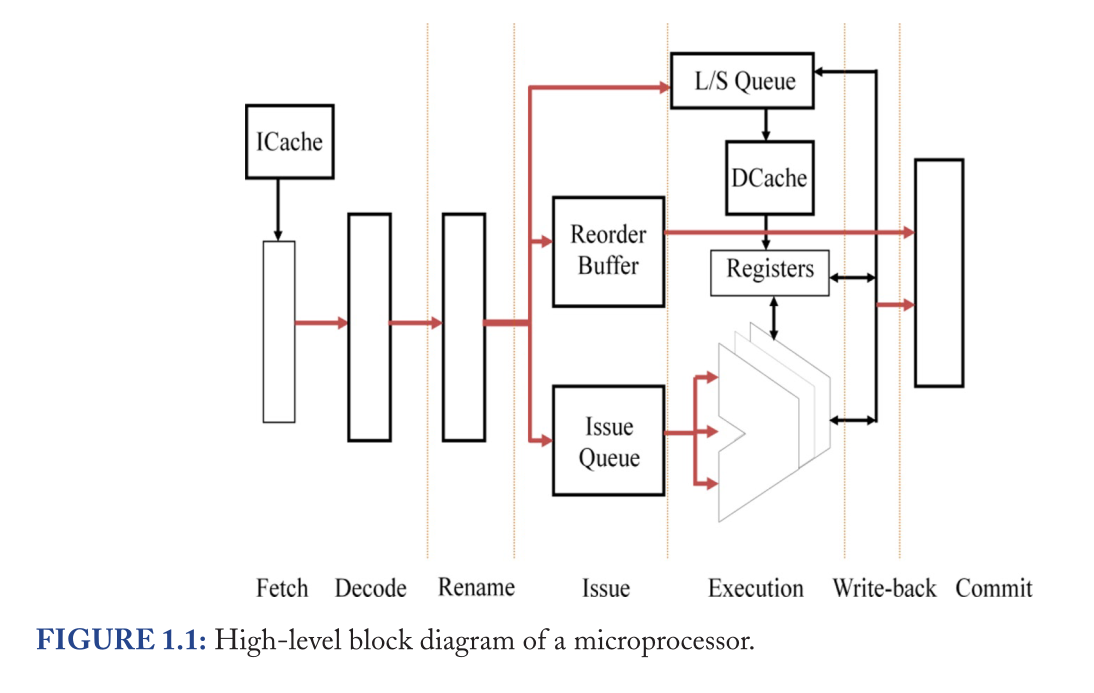 L/S Queue
ICache
DCache
Reorder
Buffer
Registers
Issue
Queue
Fetch Decode Rename Issue Execution Write-back Commit
FIGURE 1.1: High-level block diagram of a microprocessor.